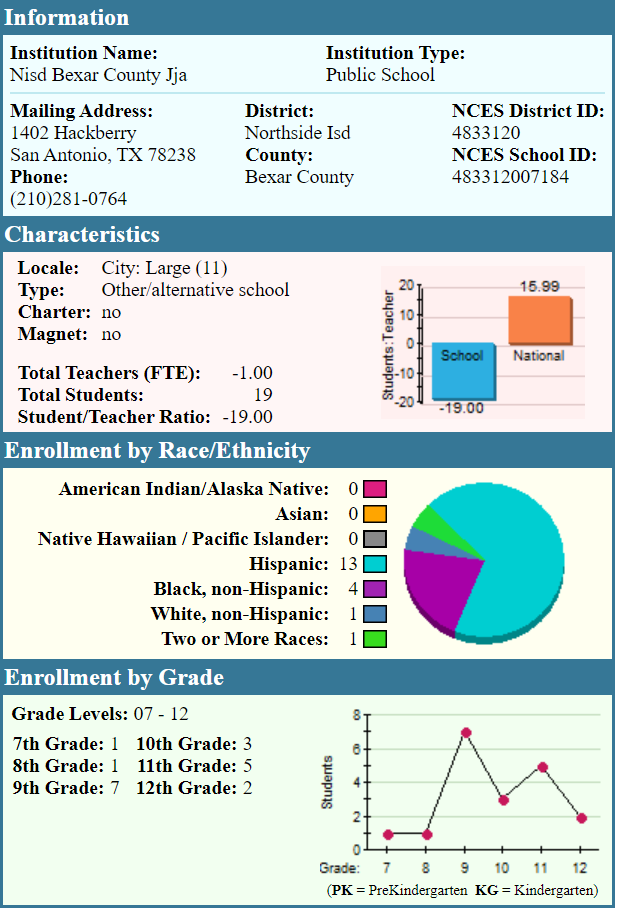 Information
Institution Name: Institution Type:
Nisd Bexar County Jja Public School
Mailing Address: District: NCES District ID:
1402 Hackberry Northside Isd 4833120
San Antonio, TX 78238 County: NCES School ID:
Phone: Bexar County 483312007184
(210)281-0764
Characteristics
Locale: City: Large (11)
Type: Other/alternative school
Charter: no
Magnet: no
Total Teachers (FTE): -1.00
Total Students: 19
Student/Teacher Ratio: -19.00
Students:Teacher
20
10
0
-10
-20
15.99
School National
-19.00
Enrollment by Race/Ethnicity
American Indian/Alaska Native: 0
Asian: 0
Native Hawaiian / Pacific Islander: 0
Hispanic: 13
Black, non-Hispanic: 4
White, non-Hispanic: 1
Two or More Races: 1
Enrollment by Grade
Grade Levels: 07 - 12
7th Grade: 1 10th Grade: 3
8th Grade: 1 11th Grade: 5
9th Grade: 7 12th Grade: 2
Students
8
6
4
2
0
Grade: 7 8 9 10 11 12
(PK = PreKindergarten KG = Kindergarten)